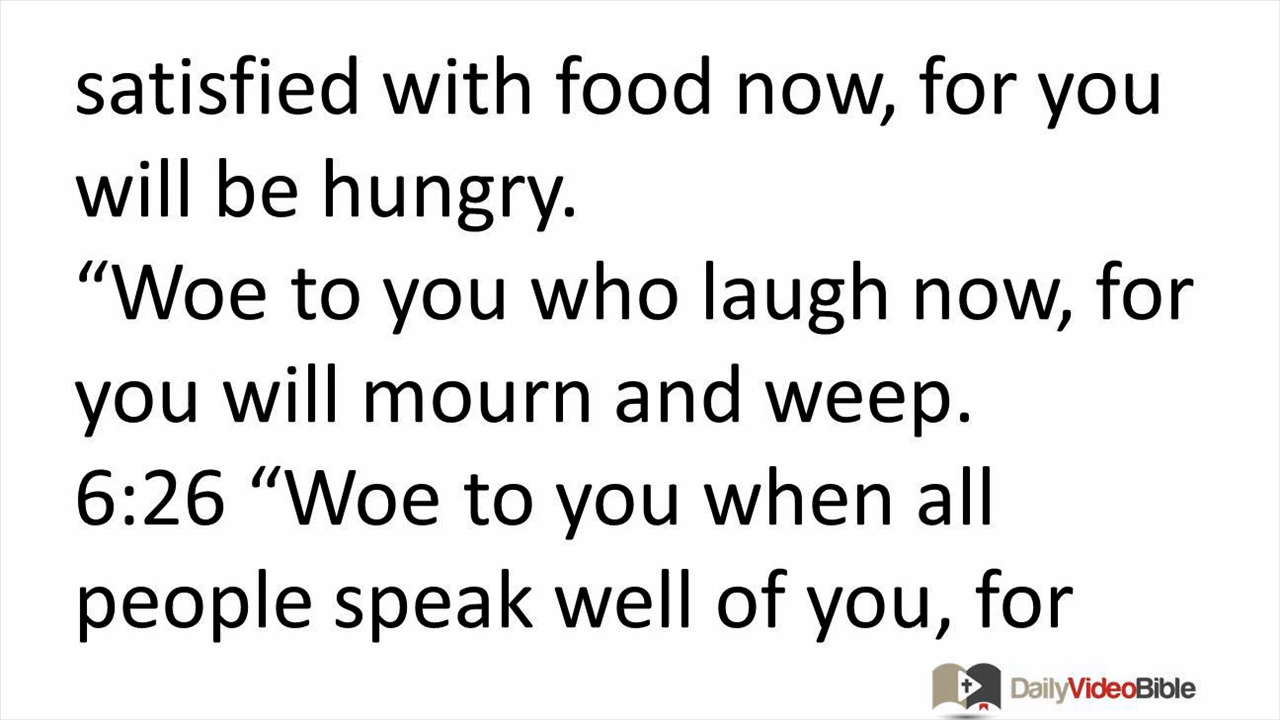 satisfied with food now, for you
will be hungry.
“Woe to you who laugh now, for
you will mourn and weep.
6:26 “Woe to you when all
people speak well of you, for
DailyVideoBible